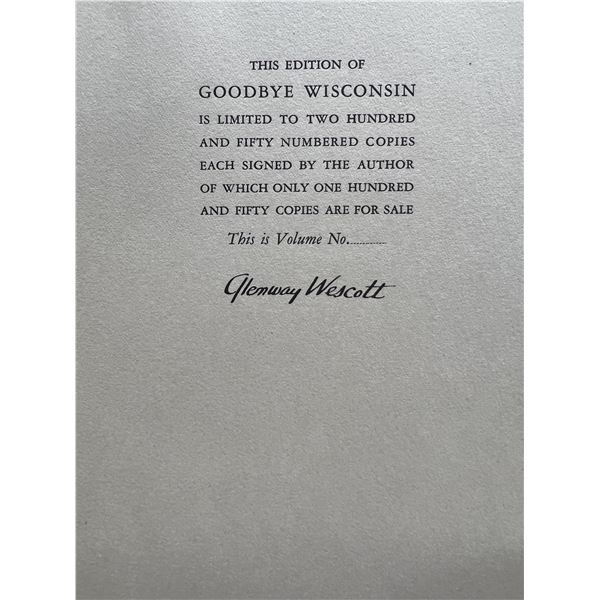 THIS EDITION OF
GOODBYE WISCONSIN
IS LIMITED TO TWO HUNDRED
AND FIFTY NUMBERED COPIES
EACH SIGNED BY THE AUTHOR
OF WHICH ONLY ONE HUNDRED
AND FIFTY COPIES ARE FOR SALE
This is Volume No.............
Glenway Wescott